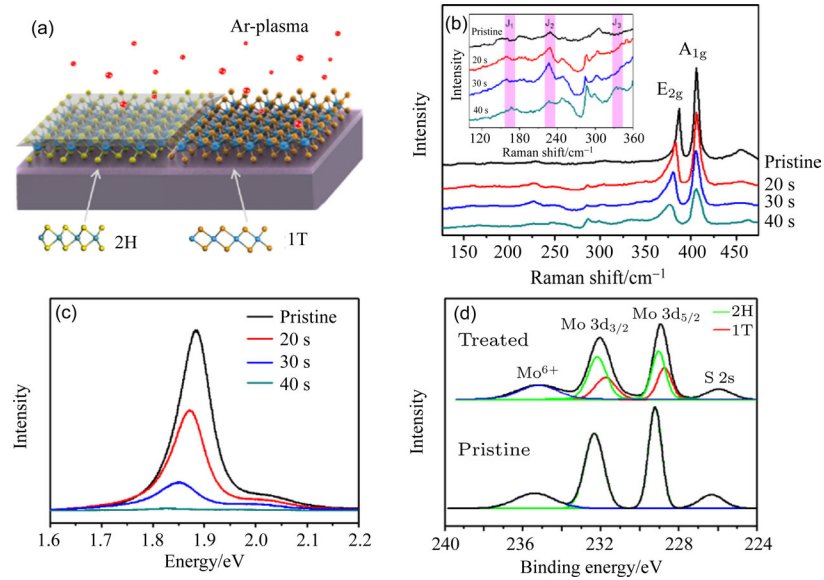 (a)
Ar-plasma
2H
1T
(b)
J₁
J₂
J₃
Pristine
20 s
30 s
40 s
Intensity
120
180
240
300
360
Raman shift/cm⁻¹
E₂g
A₁g
Pristine
20 s
30 s
40 s
Intensity
150
200
250
300
350
400
450
Raman shift/cm⁻¹
(c)
Pristine
20 s
30 s
40 s
Intensity
1.6
1.7
1.8
1.9
2.0
2.1
2.2
Energy/eV
(d)
Mo 3d₃/₂
Mo 3d₅/₂
2H
1T
Treated
Mo⁶⁺
S 2s
Pristine
Intensity
240
236
232
228
224
Binding energy/eV